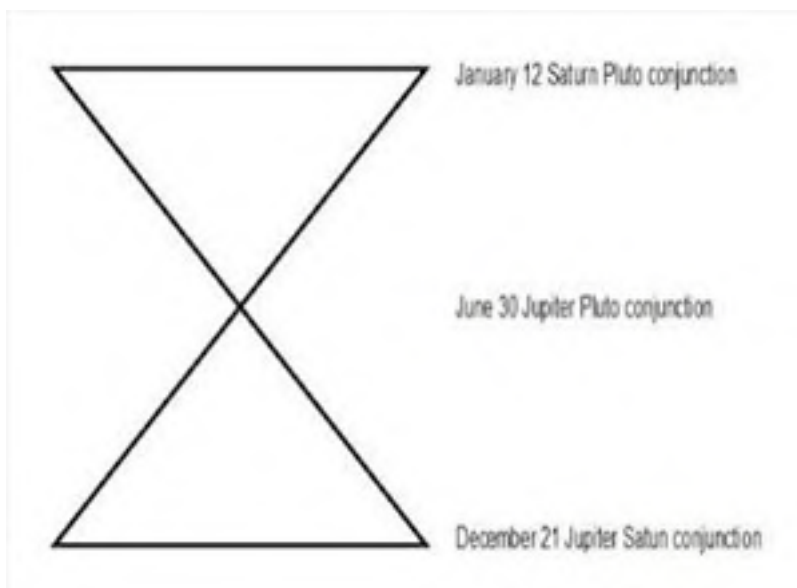 January 12 Saturn Pluto conjunction
June 30 Jupiter Pluto conjunction
December 21 Jupiter Satun conjunction